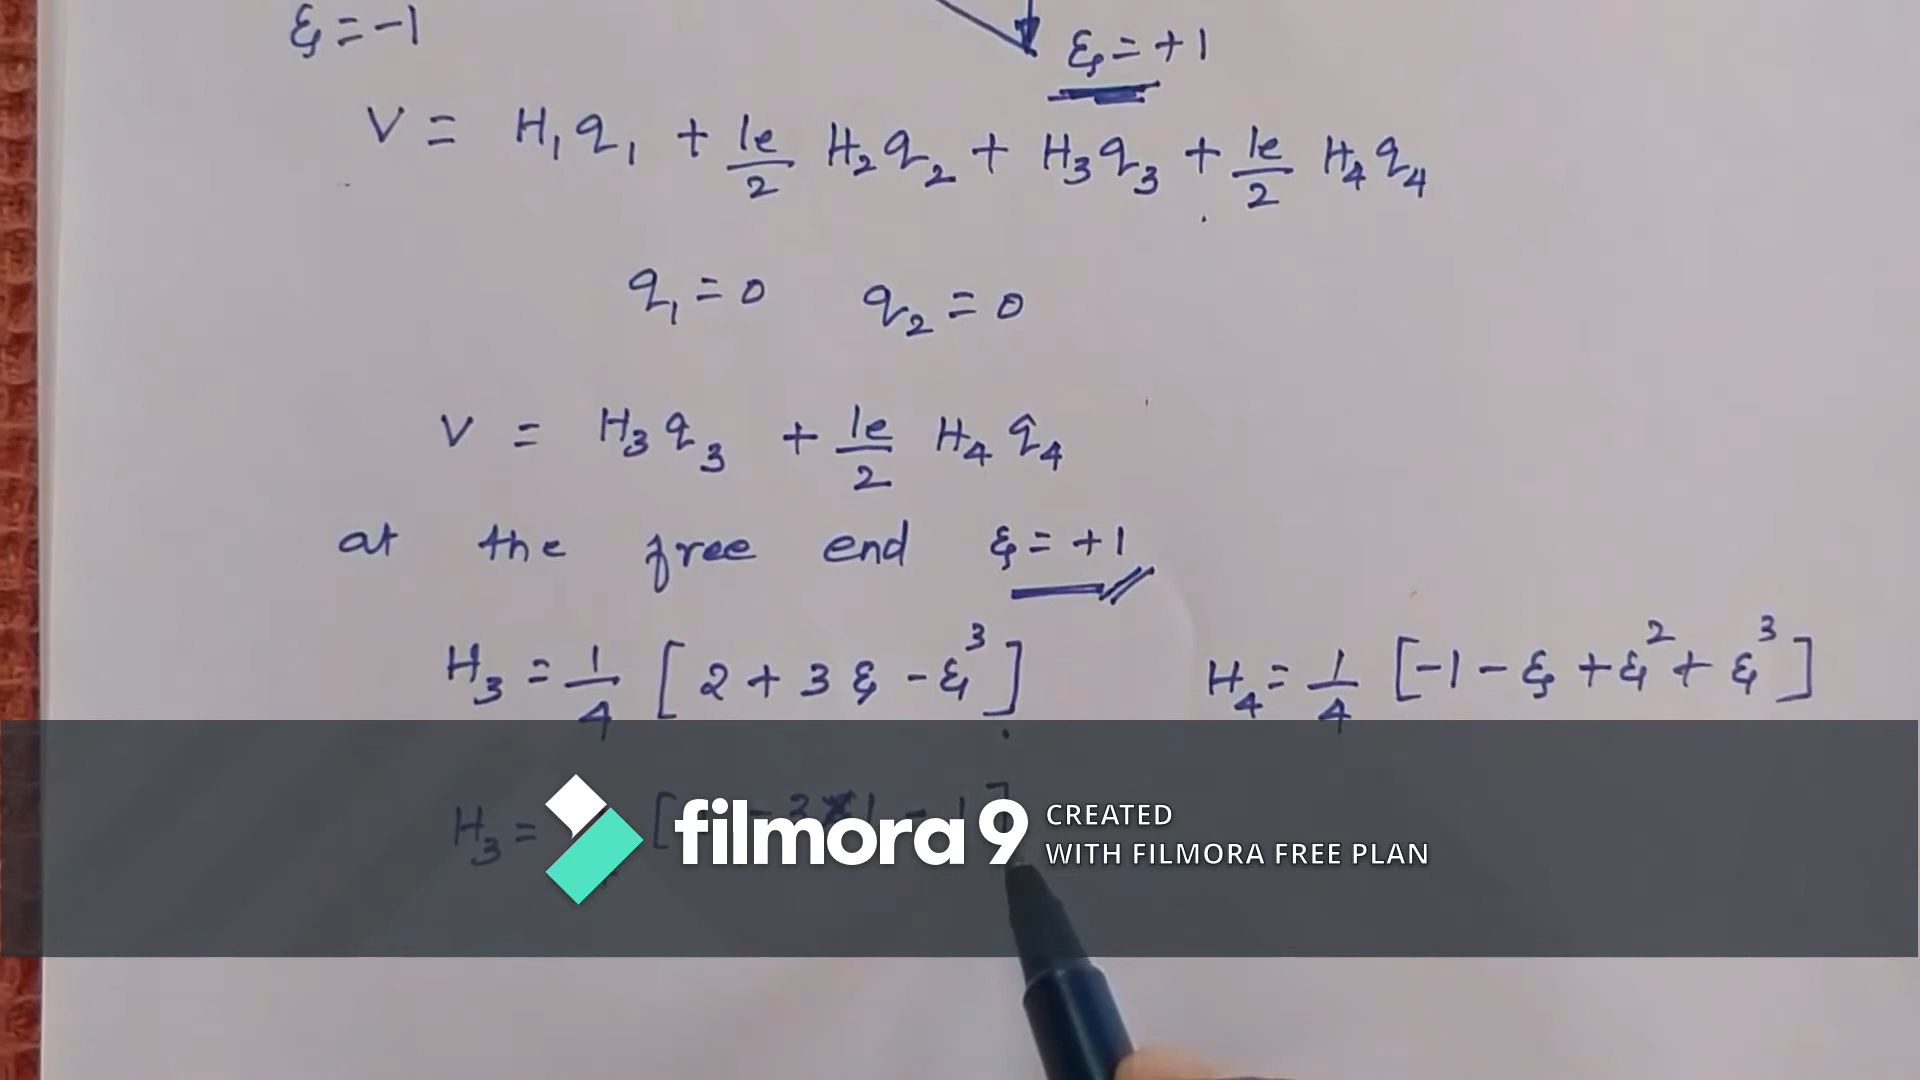 ξ = -1
ξ = +1
V = H₁q₁ + le/2 H₂q₂ + H₃q₃ + le/2 H₄q₄
q₁ = 0 q₂ = 0
V = H₃q₃ + le/2 H₄q₄
at the free end ξ = +1
H₃ = 1/4 [2 + 3ξ - ξ³] H₄ = 1/4 [-1 - ξ + ξ² + ξ³]
H₃ =
filmora9 CREATED
WITH FILMORA FREE PLAN